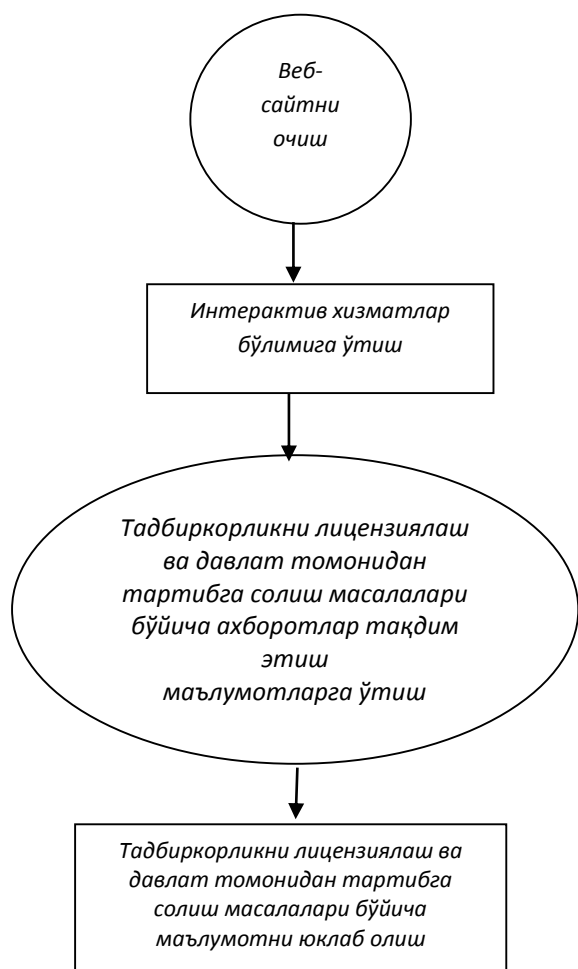 Веб-
сайтни
очиш
Интерактив хизматлар
бўлимига ўтиш
Тадбиркорликни лицензиялаш
ва давлат томонидан
тартибга солиш масалалари
бўйича ахборотлар тақдим
этиш
маълумотларга ўтиш
Тадбиркорликни лицензиялаш ва
давлат томонидан тартибга
солиш масалалари бўйича
маълумотни юклаб олиш